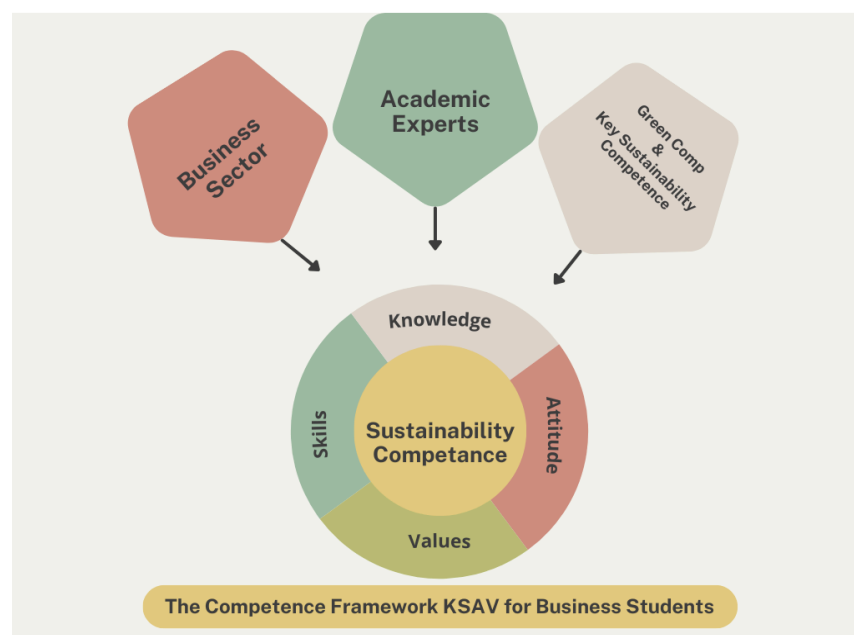 Business
Sector
Academic
Experts
Green Comp
&
Key Sustainability
Competence
Knowledge
Skills
Sustainability
Competance
Attitude
Values
The Competence Framework KSAV for Business Students